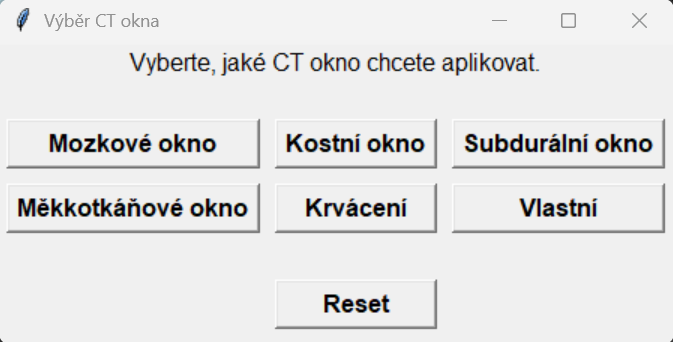 Výběr CT okna
Vyberte, jaké CT okno chcete aplikovat.
Mozkové okno Kostní okno Subdurální okno
Měkkotkáňové okno Krvácení Vlastní
Reset